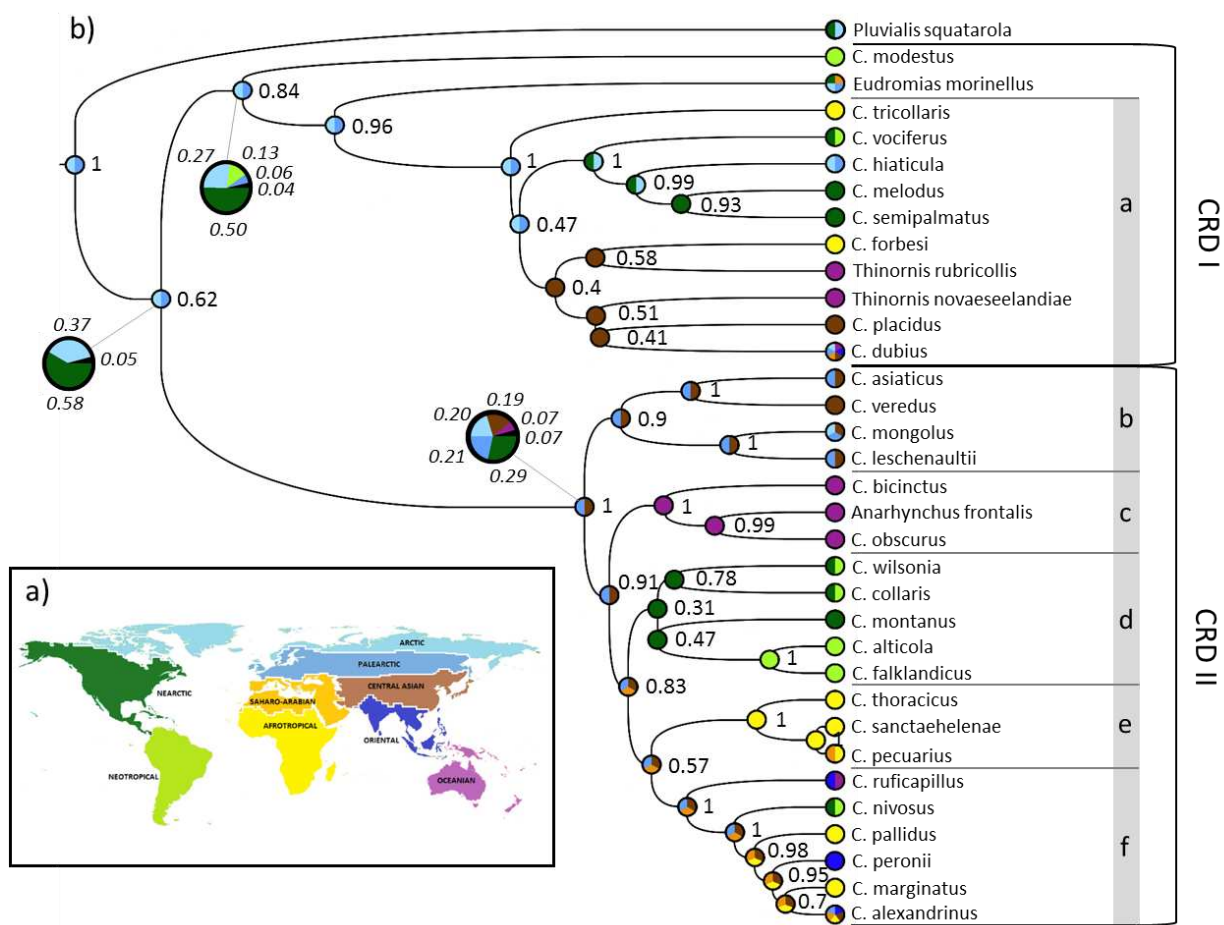 b)
Pluvialis squatarola
C. modestus
Eudromias morinellus
C. tricollaris
C. vociferus
C. hiaticula
C. melodus
C. semipalmatus
C. forbesi
Thinornis rubricollis
Thinornis novaeseelandiae
C. placidus
C. dubius
C. asiaticus
C. veredus
C. mongolus
C. leschenaultii
C. bicinctus
Anarhynchus frontalis
C. obscurus
C. wilsonia
C. collaris
C. montanus
C. alticola
C. falklandicus
C. thoracicus
C. sanctaehelenae
C. pecuarius
C. ruficapillus
C. nivosus
C. pallidus
C. peronii
C. marginatus
C. alexandrinus
a
b
c
d
e
f
CRD I
CRD II
1
0.84
0.96
0.27
0.13
0.06
0.04
0.50
1
0.47
1
0.99
0.93
0.4
0.58
0.51
0.41
0.62
0.37
0.05
0.58
0.20
0.19
0.07
0.07
0.21
0.29
1
0.9
1
1
1
0.99
0.91
0.78
0.31
0.47
1
0.83
1
0.57
1
1
0.98
0.95
0.7
a)
ARCTIC
PALEARCTIC
NEARCTIC
CENTRAL ASIAN
SAHARO-ARABIAN
AFROTROPICAL
ORIENTAL
NEOTROPICAL
OCEANIAN